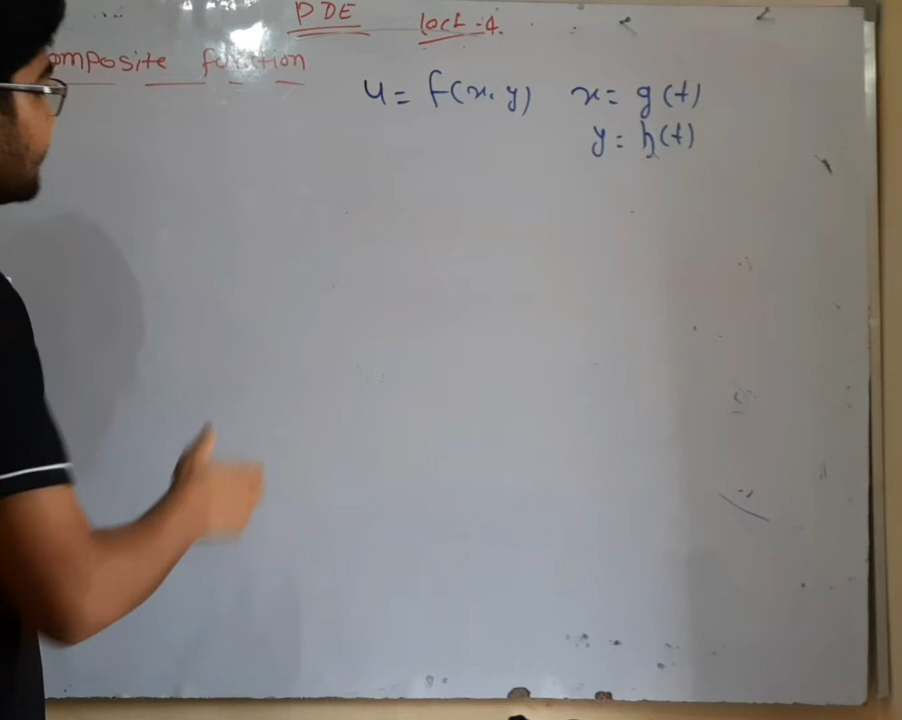 PDE Lect-4
omposite function
u = f(x, y) x = g(t)
y = h(t)